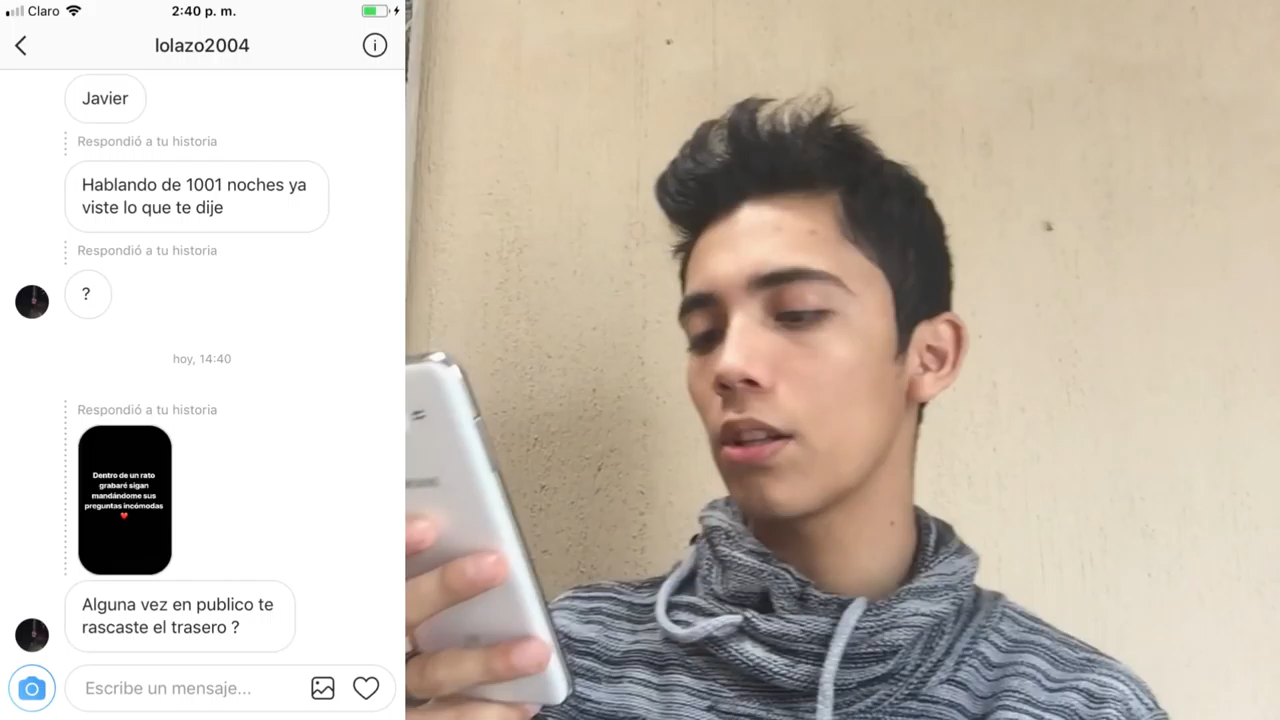 Claro
2:40 p. m.
lolazo2004
Javier
Respondió a tu historia
Hablando de 1001 noches ya
viste lo que te dije
Respondió a tu historia
?
hoy, 14:40
Respondió a tu historia
Dentro de un rato
grabaré sigan
mandándome sus
preguntas incómodas
❤️
Alguna vez en publico te
rascaste el trasero ?
Escribe un mensaje...